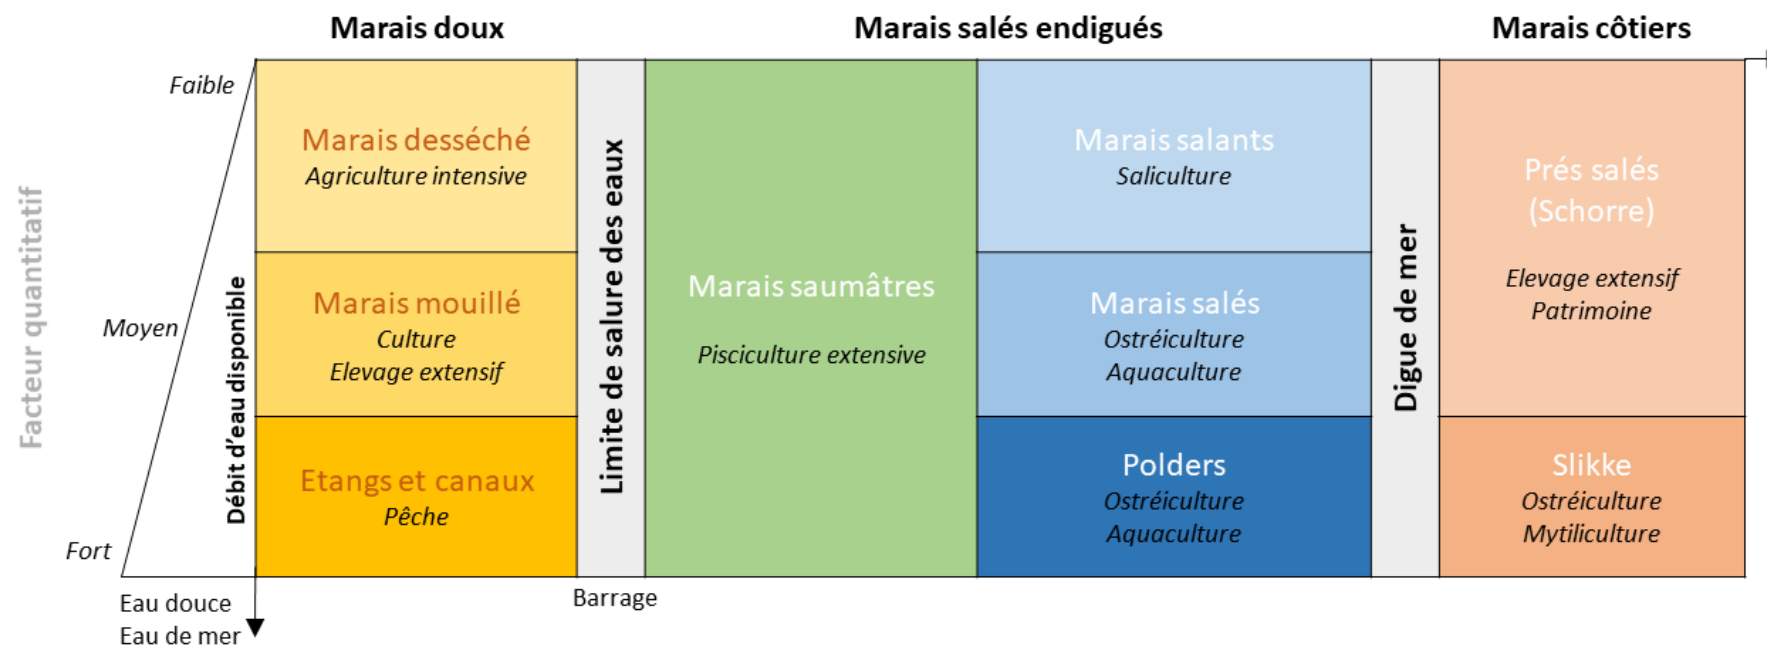 Marais doux
Marais salés endigués
Marais côtiers
Faible
Moyen
Fort
Facteur quantitatif
Débit d'eau disponible
Marais desséché
Agriculture intensive
Marais mouillé
Culture
Elevage extensif
Etangs et canaux
Pêche
Limite de salure des eaux
Marais saumâtres
Pisciculture extensive
Marais salants
Saliculture
Marais salés
Ostréiculture
Aquaculture
Polders
Ostréiculture
Aquaculture
Digue de mer
Prés salés
(Schorre)
Elevage extensif
Patrimoine
Slikke
Ostréiculture
Mytiliculture
Eau douce
Eau de mer
Barrage